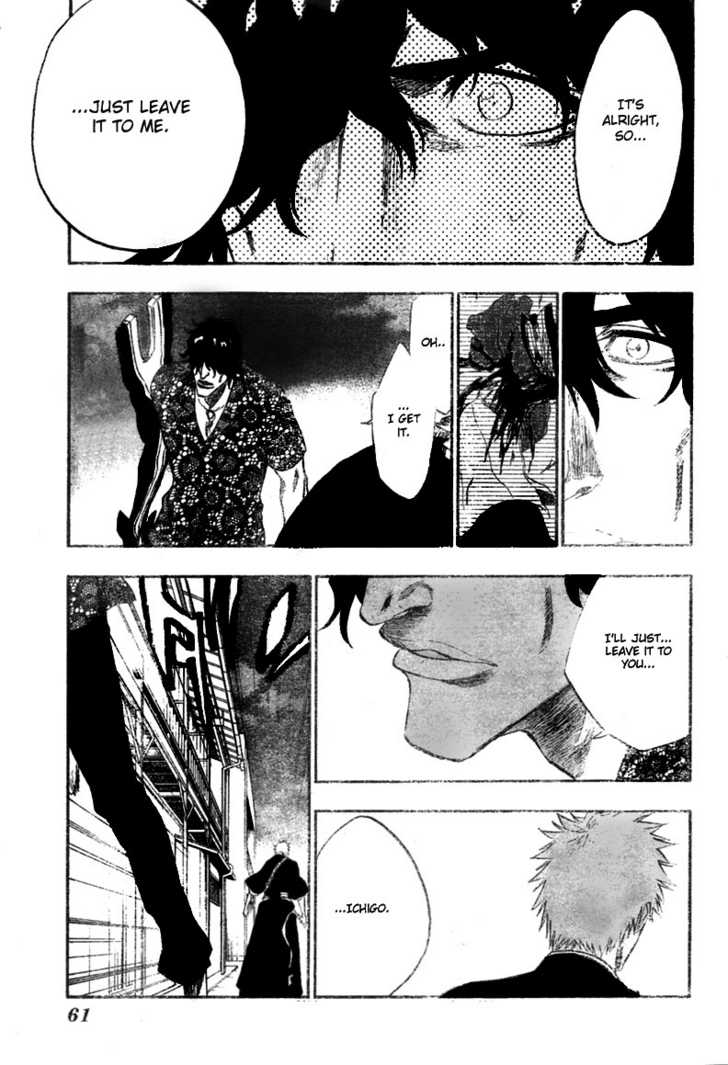 IT'S
ALRIGHT,
SO...
...JUST LEAVE
IT TO ME.
OH..
...
I GET
IT.
I'LL JUST...
LEAVE IT TO
YOU...
...ICHIGO.
61